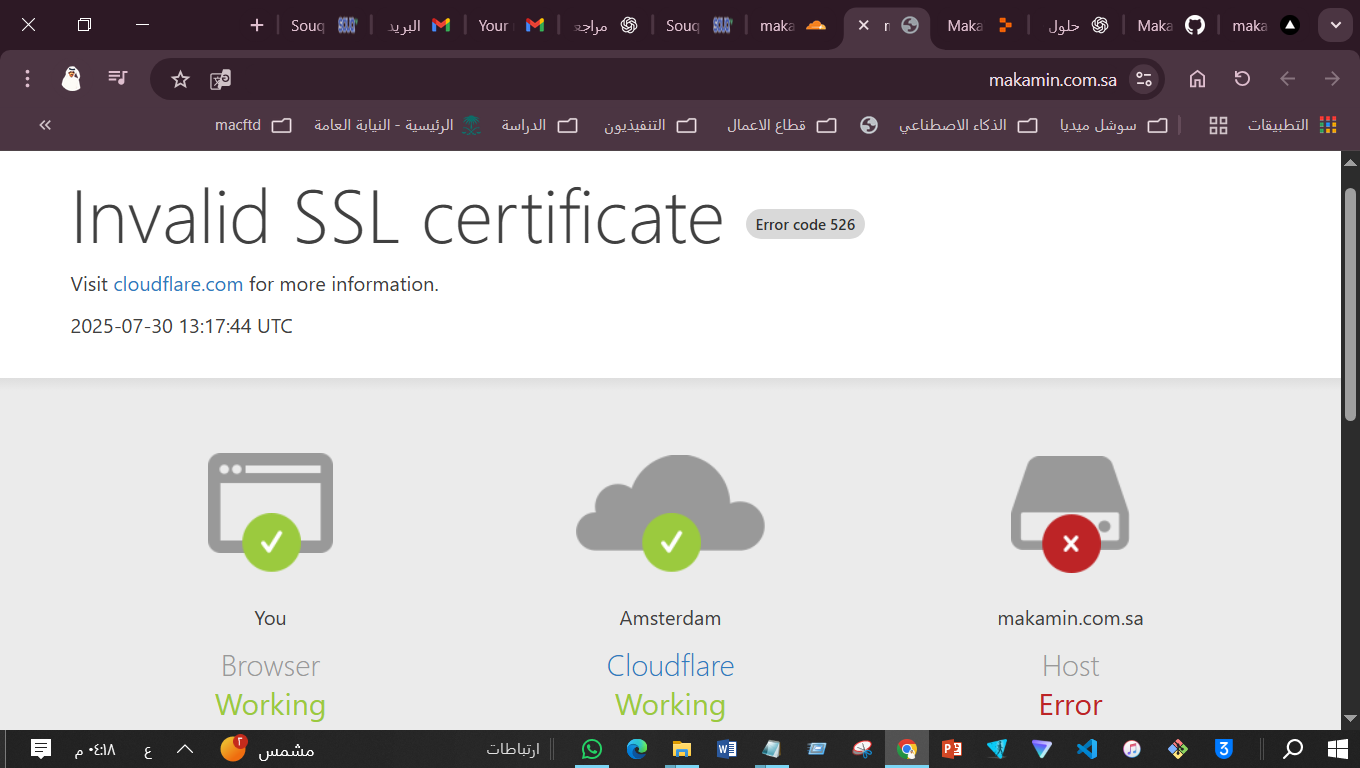 Maka
حلول
Maka
maka
maka
Souq
مراجع
Your
البريد
Souq
makamin.com.sa
التطبيقات
سوشل ميديا
الذكاء الاصطناعي
قطاع الاعمال
التنفيذيون
الدراسة
الرئيسية - النيابة العامة
macftd
Invalid SSL certificate
Error code 526
Visit cloudflare.com for more information.
2025-07-30 13:17:44 UTC
You
Browser
Working
Amsterdam
Cloudflare
Working
makamin.com.sa
Host
Error
ارتباطات
مشمس
٢
ع
٠٤:١٨ م